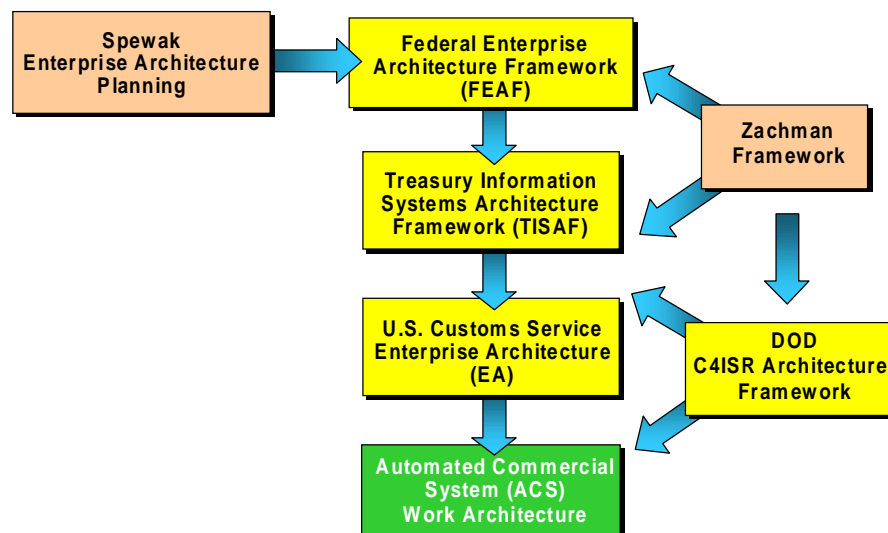 Spewak
Enterprise Architecture
Planning
Federal Enterprise
Architecture Framework
(FEAF)
Zachman
Framework
Treasury Information
Systems Architecture
Framework (TISAF)
U.S. Customs Service
Enterprise Architecture
(EA)
DOD
C4ISR Architecture
Framework
Automated Commercial
System (ACS)
Work Architecture